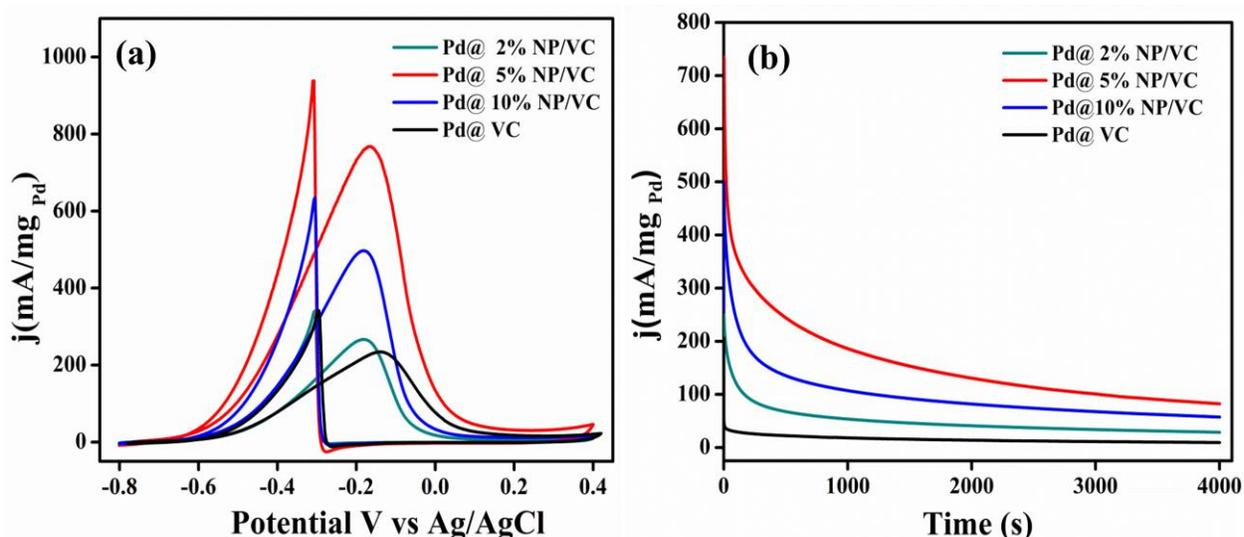 (a)
Pd@ 2% NP/VC
Pd@ 5% NP/VC
Pd@ 10% NP/VC
Pd@ VC
j(mA/mg Pd)
1000
800
600
400
200
0
-0.8 -0.6 -0.4 -0.2 0.0 0.2 0.4
Potential V vs Ag/AgCl
(b)
Pd@ 2% NP/VC
Pd@ 5% NP/VC
Pd@10% NP/VC
Pd@ VC
j(mA/mg Pd)
800
700
600
500
400
300
200
100
0
0 1000 2000 3000 4000
Time (s)